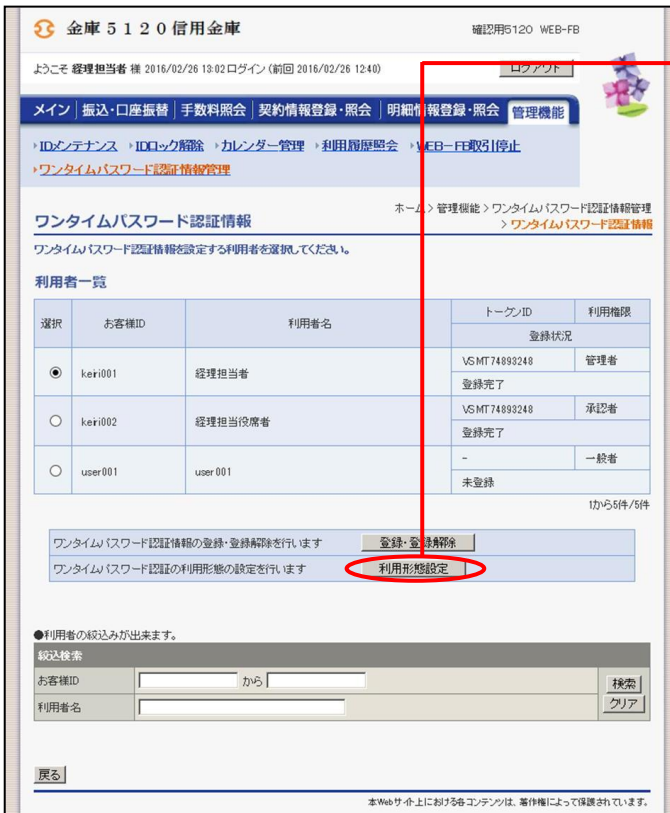 金庫５１２０信用金庫
確認用5120 WEB-FB
ようこそ 経理担当者 様 2016/02/26 13:02ログイン (前回 2016/02/26 12:40)
ログアウト
メイン 振込・口座振替 手数料照会 契約情報登録・照会 明細情報登録・照会 管理機能
IDメンテナンス IDロック解除 カレンダー管理 利用履歴照会 WEB－FB取引停止
ワンタイムパスワード認証情報管理
ワンタイムパスワード認証情報
ホーム > 管理機能 > ワンタイムパスワード認証情報管理
> ワンタイムパスワード認証情報
ワンタイムパスワード認証情報を設定する利用者を選択してください。
利用者一覧
選択 お客様ID 利用者名 トークンID 利用権限
登録状況
keiri001 経理担当者 VSMT74893248 管理者
登録完了
keiri002 経理担当役席者 VSMT74893248 承認者
登録完了
user001 user001 - 一般者
未登録
1から5件/5件
ワンタイムパスワード認証情報の登録・登録解除を行います 登録・登録解除
ワンタイムパスワード認証の利用形態の設定を行います 利用形態設定
●利用者の絞込みが出来ます。
絞込検索
お客様ID から 検索
利用者名 クリア
戻る
本Webサイト上における各コンテンツは、著作権によって保護されています。